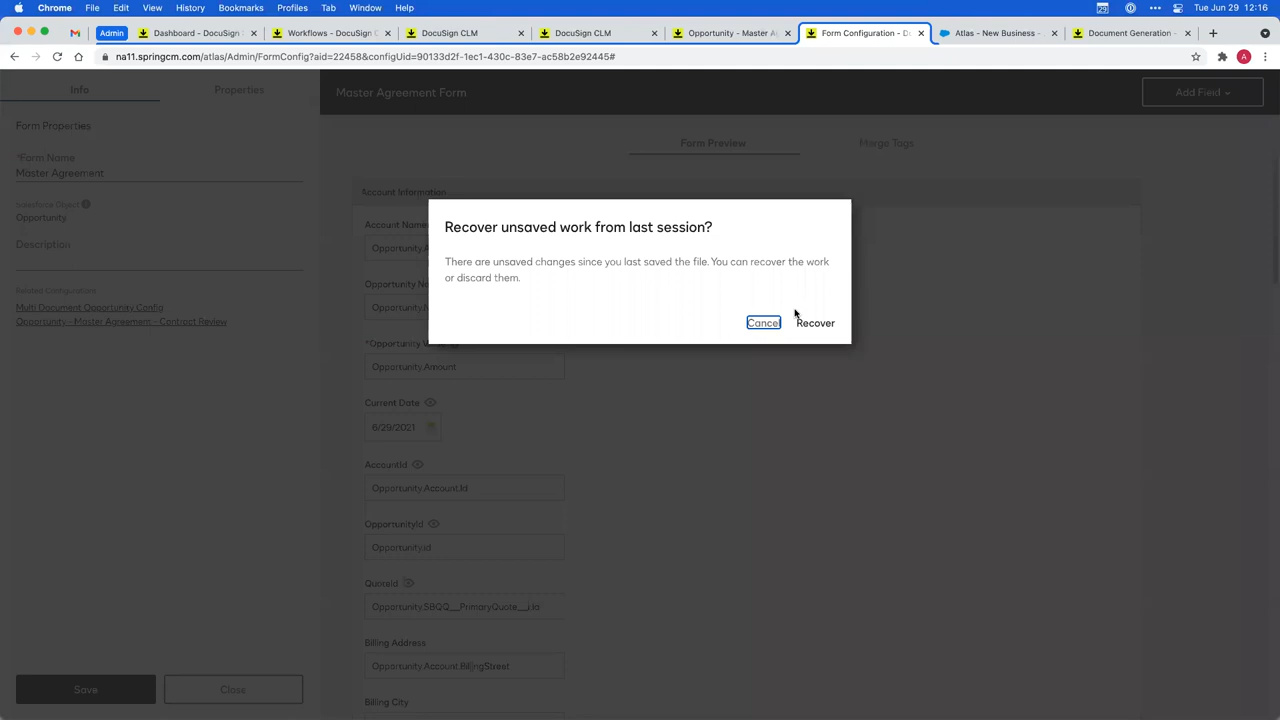 Chrome File Edit View History Bookmarks Profiles Tab Window Help Tue Jun 29 12:16
Admin Dashboard - DocuSign Workflows - DocuSign C DocuSign CLM DocuSign CLM Opportunity - Master A Form Configuration - D Atlas - New Business - Document Generation -
na11.springcm.com/atlas/Admin/FormConfig?aid=22458&configUid=90133d2f-1ec1-430c-83e7-ac58b2e92445# A
Info Properties Master Agreement Form Add Field
Form Properties
Form Preview Merge Tags
*Form Name
Master Agreement
Salesforce Object
Opportunity
Description
Related Configurations
Multi Document Opportunity Config
Opportunity - Master Agreement - Contract Review
Save Close
Account Information
Account Name
Opportunity.A
Opportunity Na
Opportunity.N
*Opportunity V
Opportunity.Amount
Current Date
6/29/2021
AccountId
Opportunity.Account.Id
OpportunityId
Opportunity.Id
QuoteId
Opportunity.SBQQ__PrimaryQuote__r.Id
Billing Address
Opportunity.Account.BillingStreet
Billing City
Recover unsaved work from last session?
There are unsaved changes since you last saved the file. You can recover the work
or discard them.
Cancel Recover